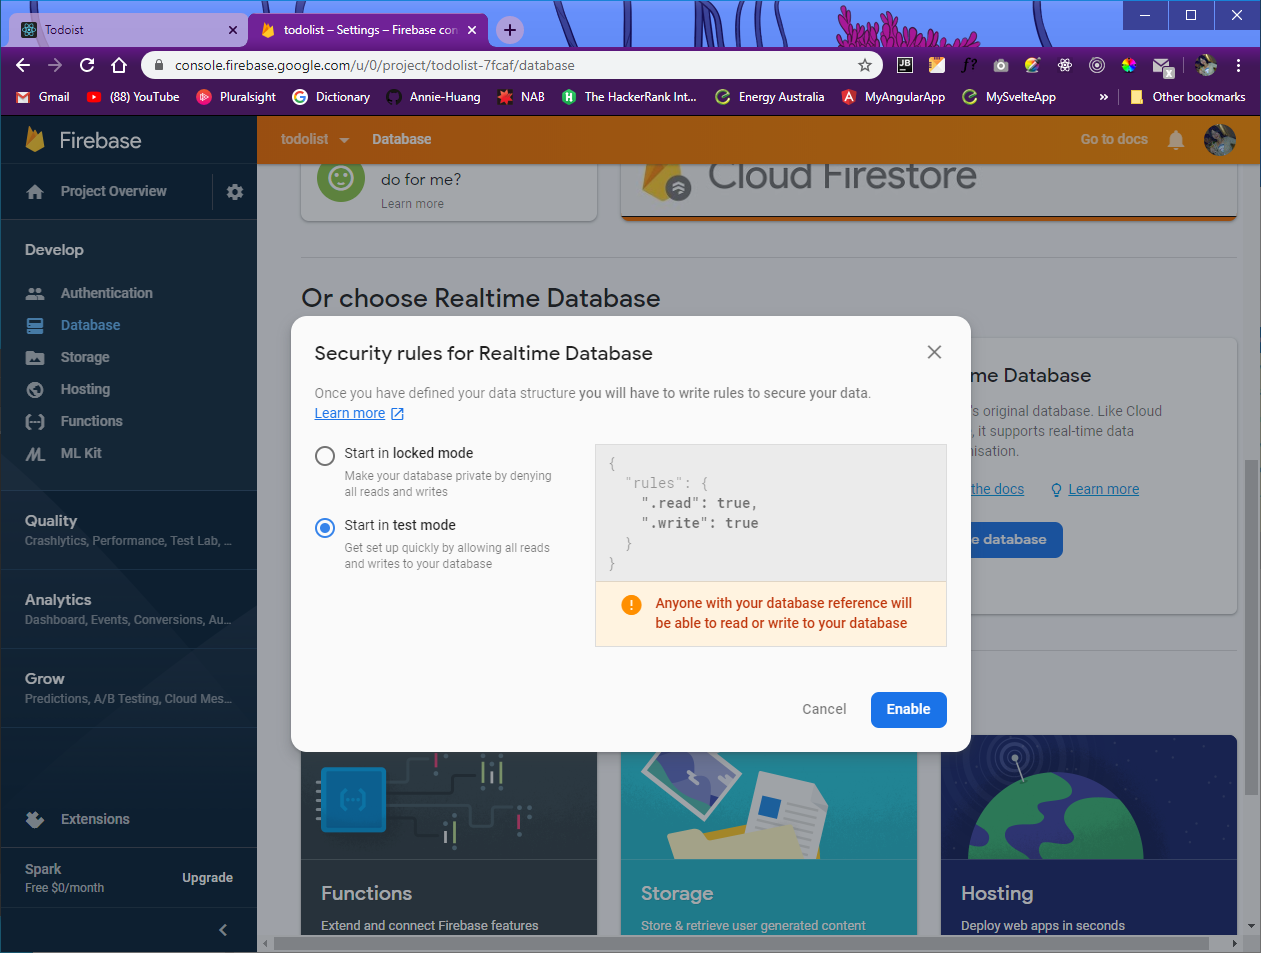 Todoist
todolist – Settings – Firebase con
console.firebase.google.com/u/0/project/todolist-7fcaf/database
Gmail
(88) YouTube
Pluralsight
Dictionary
Annie-Huang
NAB
The HackerRank Int...
Energy Australia
MyAngularApp
MySvelteApp
»
Other bookmarks
Firebase
todolist
Database
Go to docs
Project Overview
do for me?
Learn more
Cloud Firestore
Develop
Authentication
Database
Storage
Hosting
Functions
ML Kit
Quality
Crashlytics, Performance, Test Lab, ...
Analytics
Dashboard, Events, Conversions, Au...
Grow
Predictions, A/B Testing, Cloud Mes...
Extensions
Spark
Free $0/month
Upgrade
Or choose Realtime Database
Security rules for Realtime Database
Once you have defined your data structure you will have to write rules to secure your data.
Learn more
Start in locked mode
Make your database private by denying
all reads and writes
Start in test mode
Get set up quickly by allowing all reads
and writes to your database
{
"rules": {
".read": true,
".write": true
}
}
Anyone with your database reference will
be able to read or write to your database
Cancel
Enable
me Database
's original database. Like Cloud
, it supports real-time data
isation.
the docs
Learn more
e database
Functions
Extend and connect Firebase features
Storage
Store & retrieve user generated content
Hosting
Deploy web apps in seconds